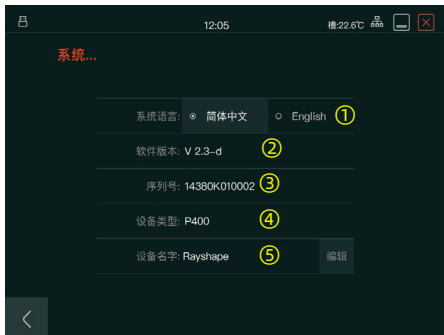 12:05 槽:22.6℃
系统...
系统语言: 简体中文 English ①
软件版本: V 2.3-d ②
序列号: 14380K010002 ③
设备类型: P400 ④
设备名字: Rayshape ⑤ 编辑